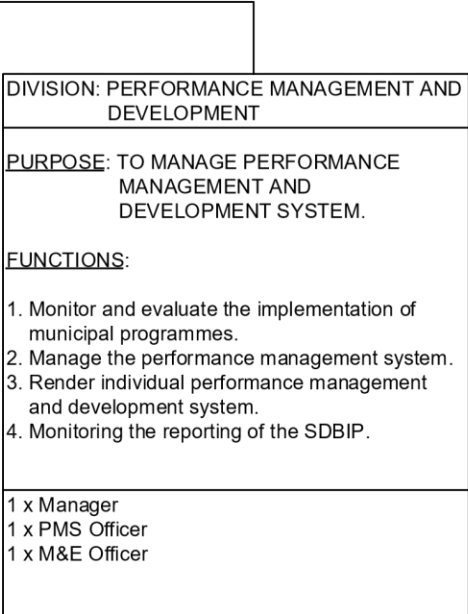 DIVISION: PERFORMANCE MANAGEMENT AND
DEVELOPMENT
PURPOSE: TO MANAGE PERFORMANCE
MANAGEMENT AND
DEVELOPMENT SYSTEM.
FUNCTIONS:
1. Monitor and evaluate the implementation of
municipal programmes.
2. Manage the performance management system.
3. Render individual performance management
and development system.
4. Monitoring the reporting of the SDBIP.
1 x Manager
1 x PMS Officer
1 x M&E Officer